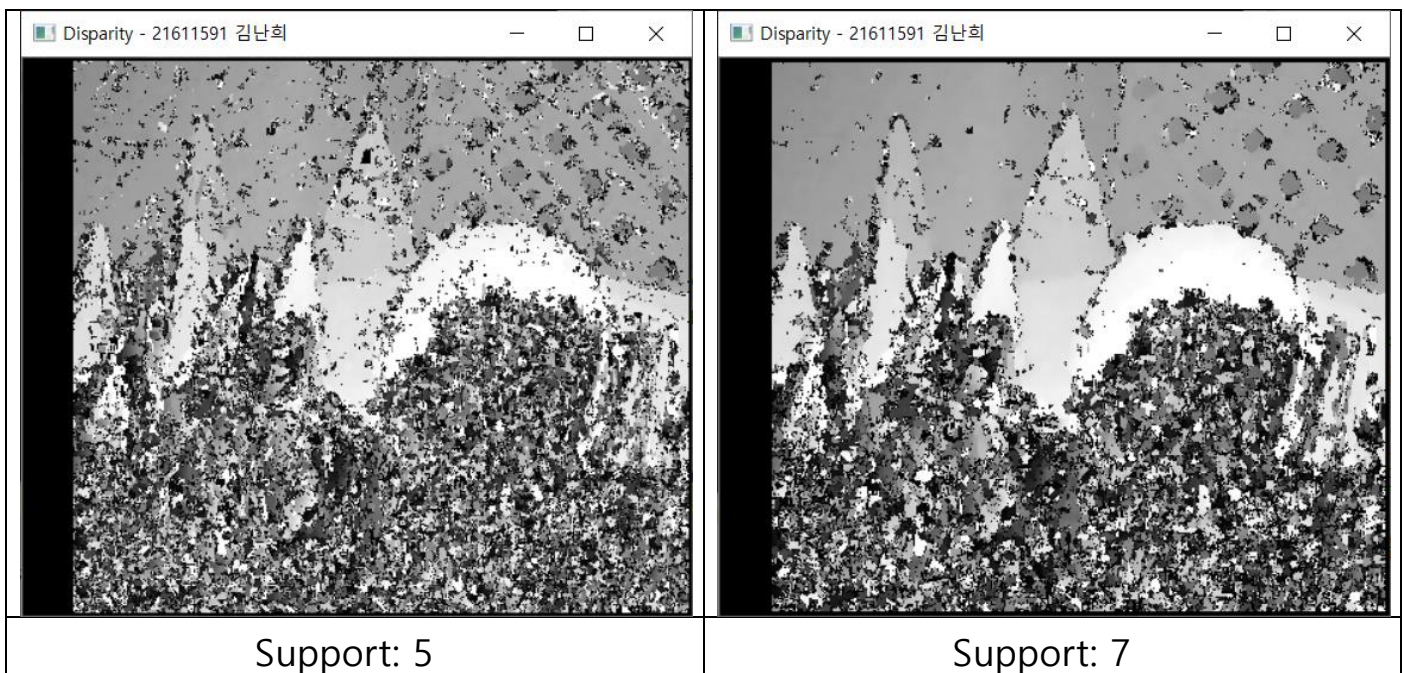 Disparity - 21611591 김난희
Disparity - 21611591 김난희
Support: 5
Support: 7